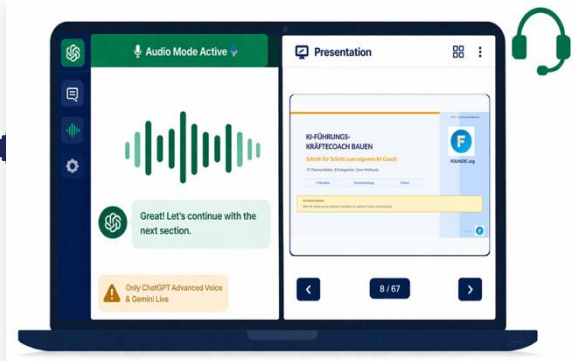 Audio Mode Active
Great! Let's continue with the
next section.
Only ChatGPT Advanced Voice
& Gemini Live
Presentation
KI-FÜHRUNGS-
KRÄFTECOACH BAUEN
Schritt für Schritt zum eigenen KI-Coach
FOUNDIC.org
8 / 67